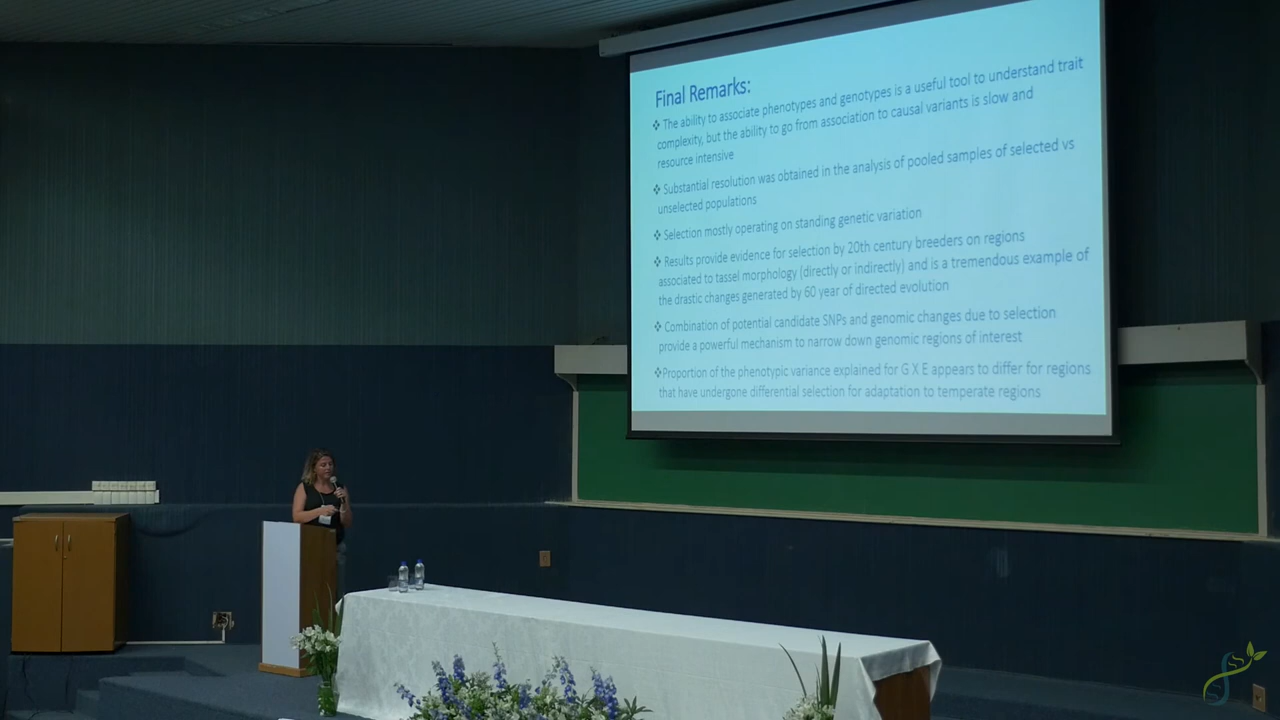 Final Remarks:
❖ The ability to associate phenotypes and genotypes is a useful tool to understand trait
complexity, but the ability to go from association to causal variants is slow and
resource intensive
❖ Substantial resolution was obtained in the analysis of pooled samples of selected vs
unselected populations
❖ Selection mostly operating on standing genetic variation
❖ Results provide evidence for selection by 20th century breeders on regions
associated to tassel morphology (directly or indirectly) and is a tremendous example of
the drastic changes generated by 60 year of directed evolution
❖ Combination of potential candidate SNPs and genomic changes due to selection
provide a powerful mechanism to narrow down genomic regions of interest
❖ Proportion of the phenotypic variance explained for G X E appears to differ for regions
that have undergone differential selection for adaptation to temperate regions